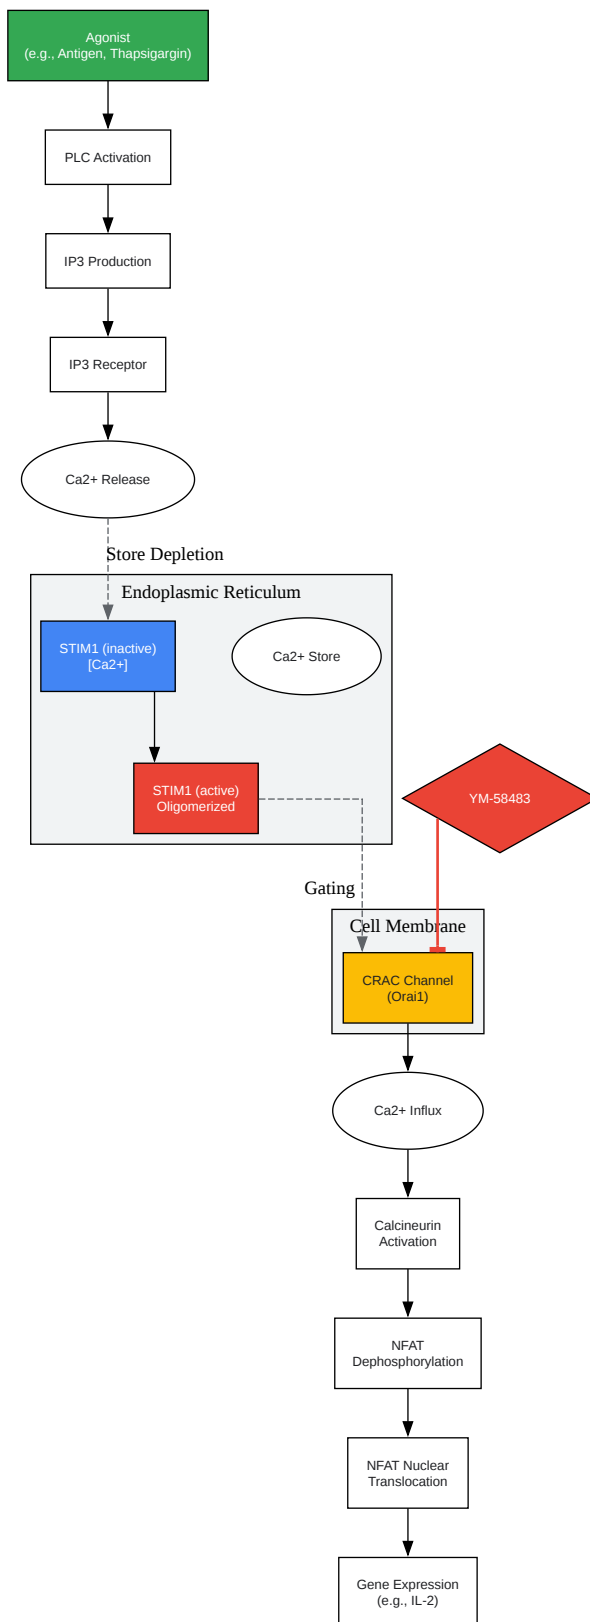 Agonist
(e.g., Antigen, Thapsigargin)
PLC Activation
IP3 Production
IP3 Receptor
Ca2+ Release
Store Depletion
Endoplasmic Reticulum
STIM1 (inactive)
[Ca2+]
Ca2+ Store
STIM1 (active)
Oligomerized
YM-58483
Gating
Cell Membrane
CRAC Channel
(Orai1)
Ca2+ Influx
Calcineurin
Activation
NFAT
Dephosphorylation
NFAT Nuclear
Translocation
Gene Expression
(e.g., IL-2)